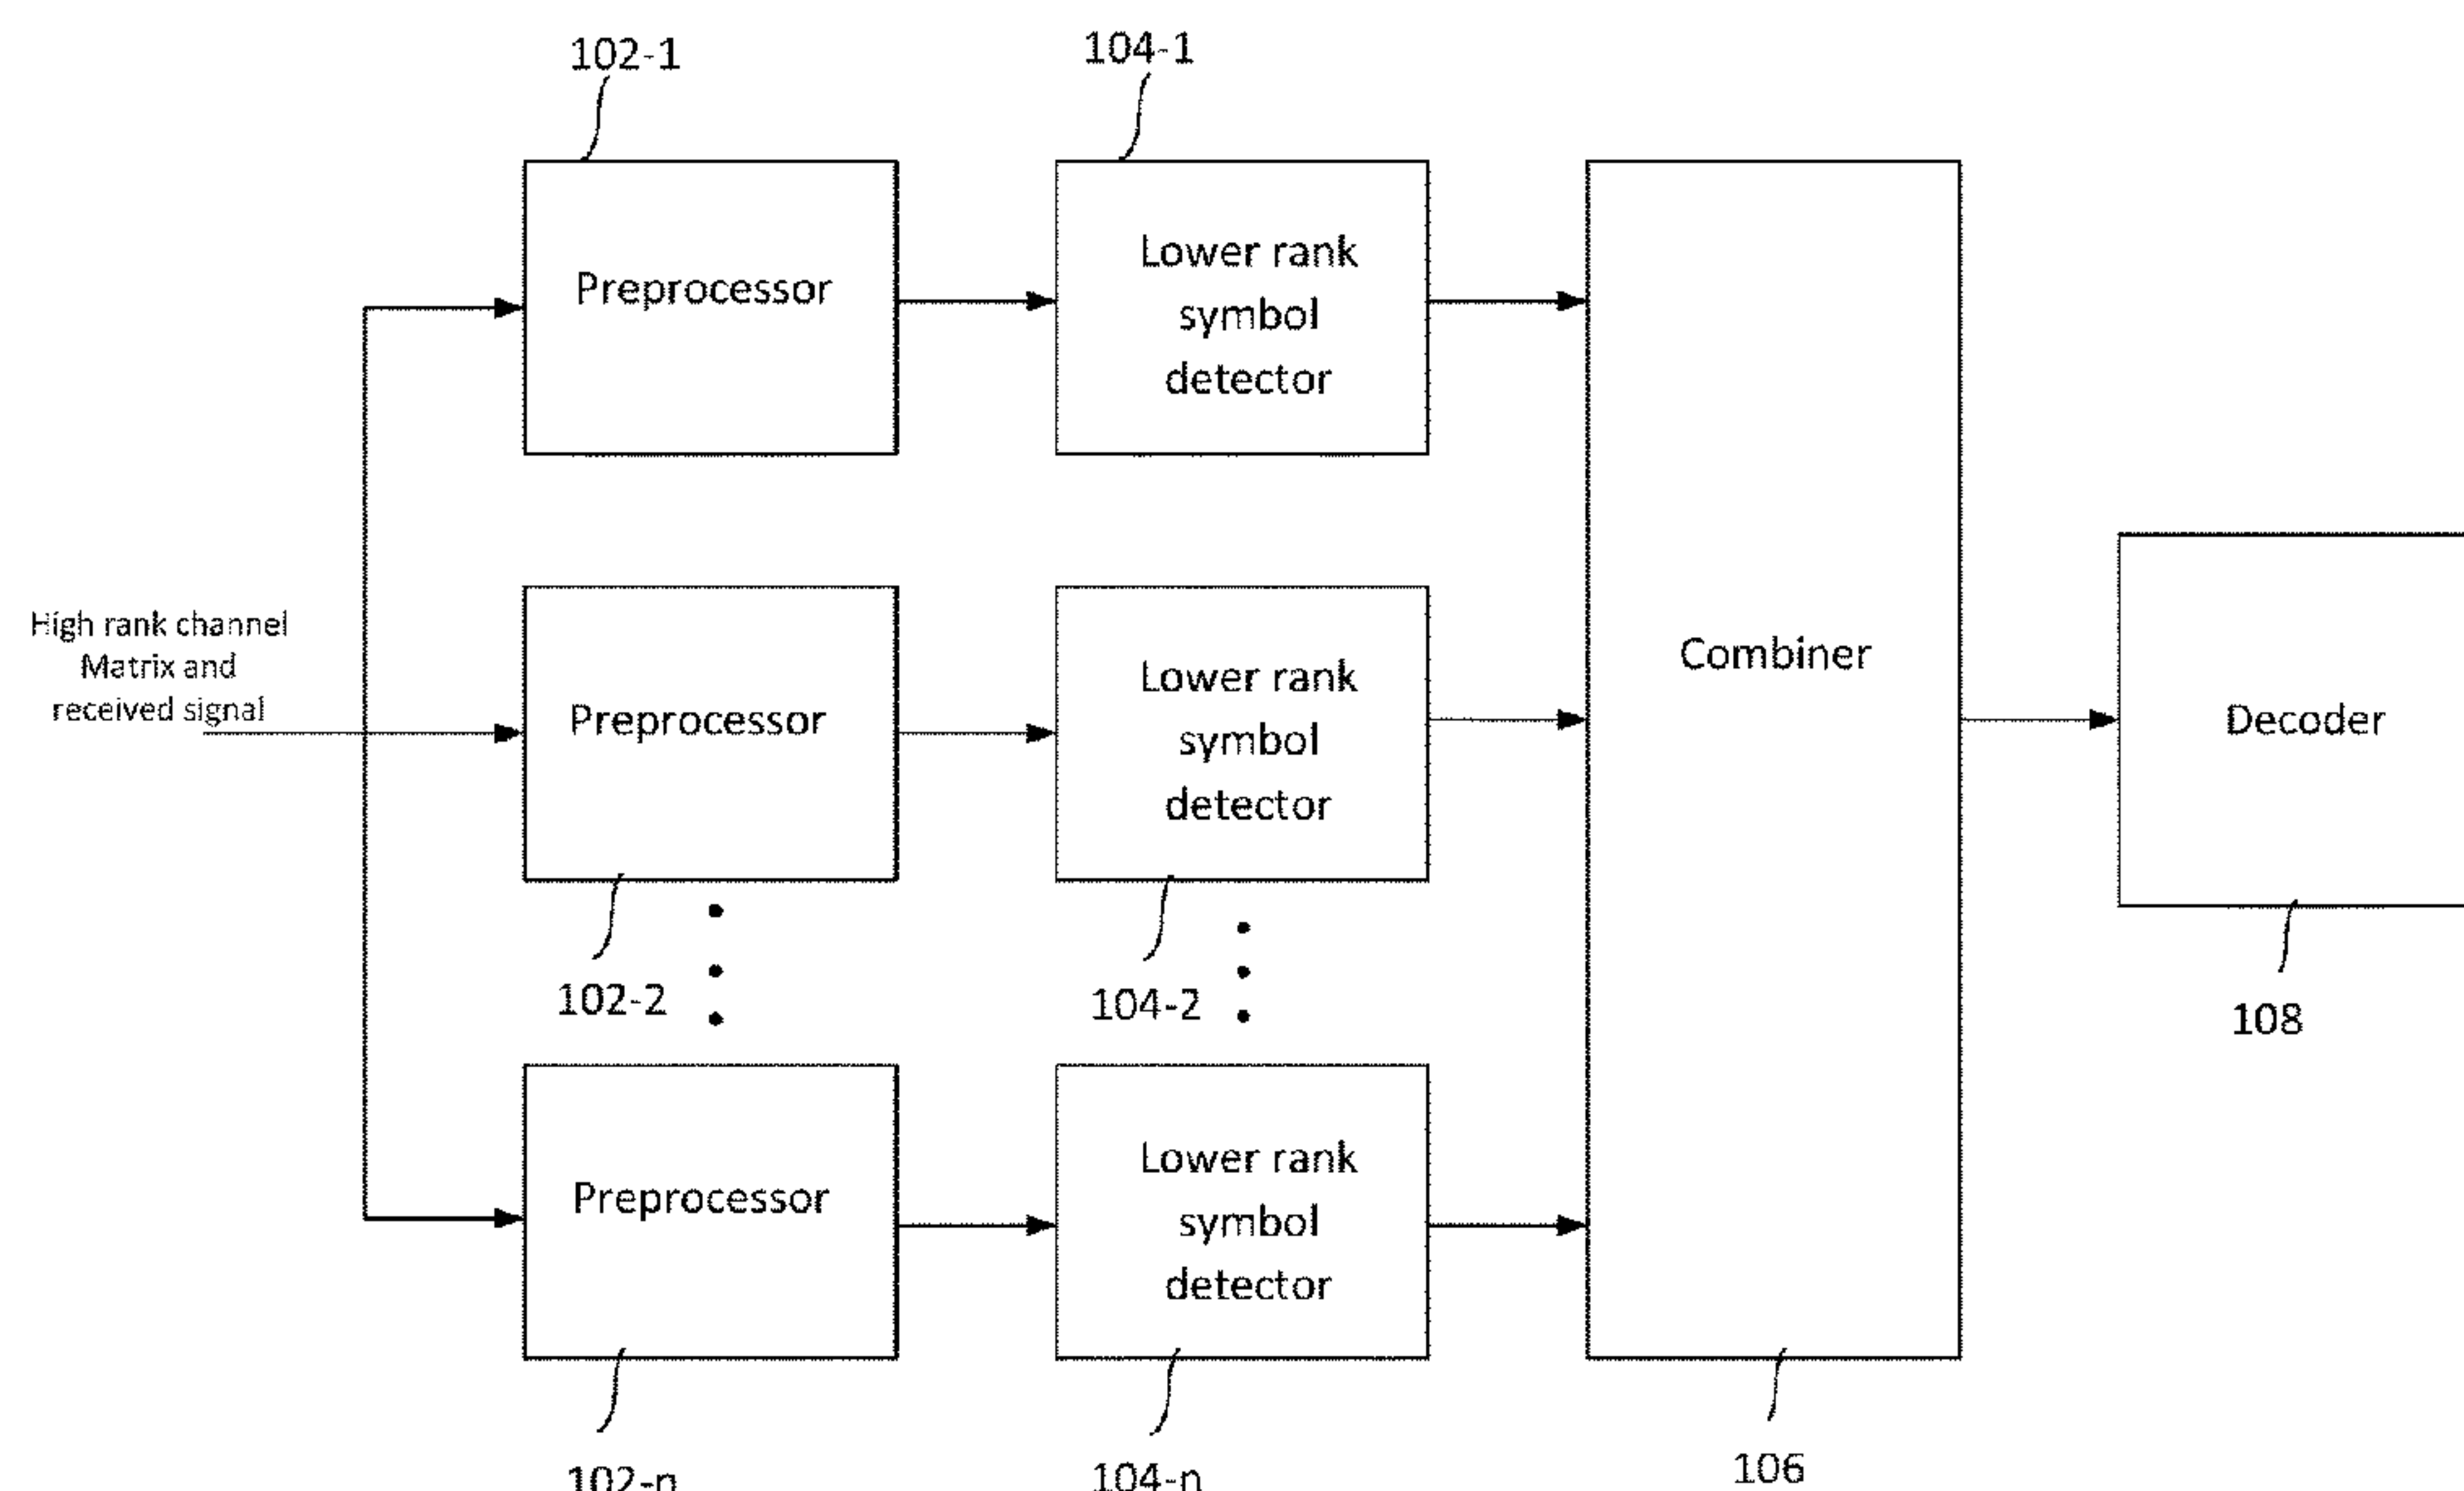 102-1
104-1
Preprocessor
Lower rank
symbol
detector
High rank channel
Matrix and
received signal
Preprocessor
Lower rank
symbol
detector
Combiner
Decoder
102-2
104-2
108
Preprocessor
Lower rank
symbol
detector
102-n
104-n
106